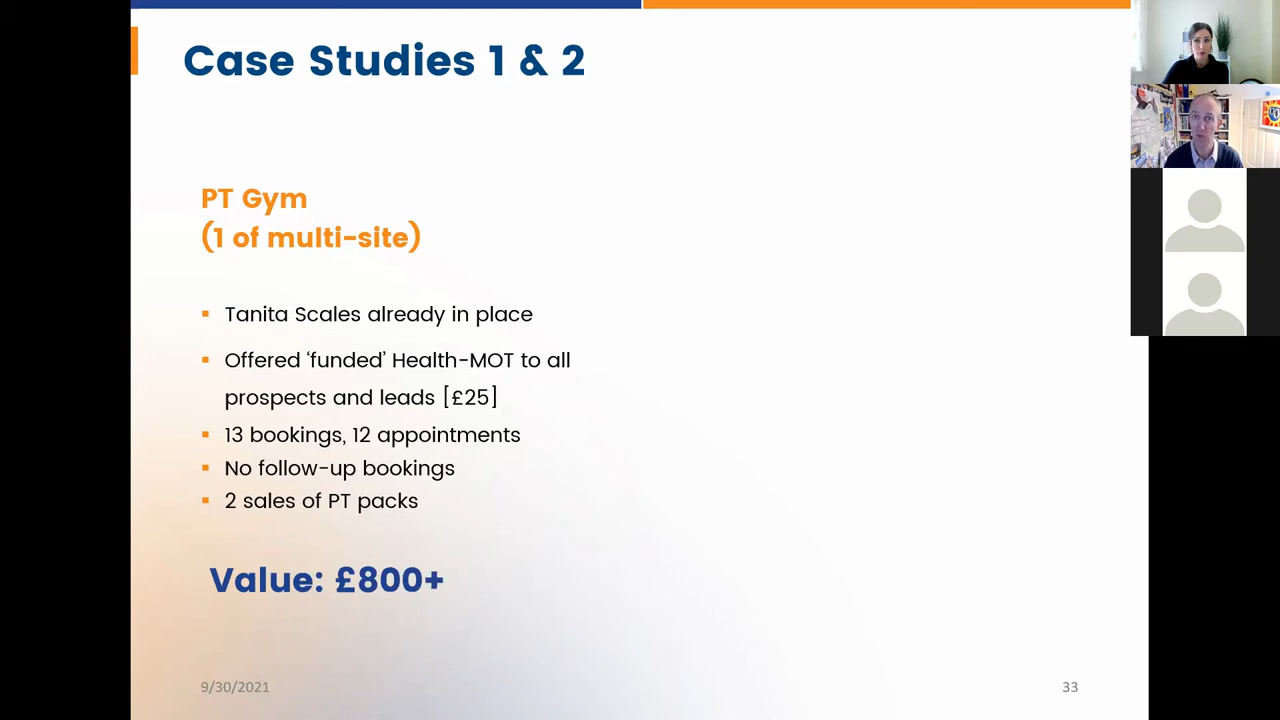 Case Studies 1 & 2
PT Gym
(1 of multi-site)
▪ Tanita Scales already in place
▪ Offered ‘funded’ Health-MOT to all
prospects and leads [£25]
▪ 13 bookings, 12 appointments
▪ No follow-up bookings
▪ 2 sales of PT packs
Value: £800+
9/30/2021
33